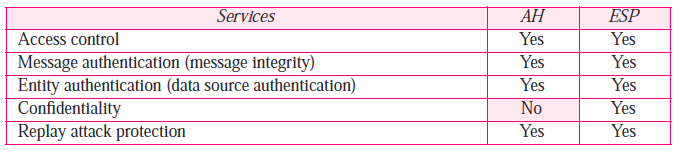 Services AH ESP
Access control Yes Yes
Message authentication (message integrity) Yes Yes
Entity authentication (data source authentication) Yes Yes
Confidentiality No Yes
Replay attack protection Yes Yes